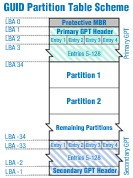 GUID Partition Table Scheme
LBA 0
Protective MBR
LBA 1
Primary GPT Header
LBA 2
Entry 1 Entry 2 Entry 3 Entry 4
LBA 3
Entries 5-128
Primary GPT
LBA 34
Partition 1
Partition 2
Remaining Partitions
LBA -34
LBA -33
Entry 1 Entry 2 Entry 3 Entry 4
LBA -2
Entries 5-128
LBA -1
Secondary GPT Header
Secondary GPT